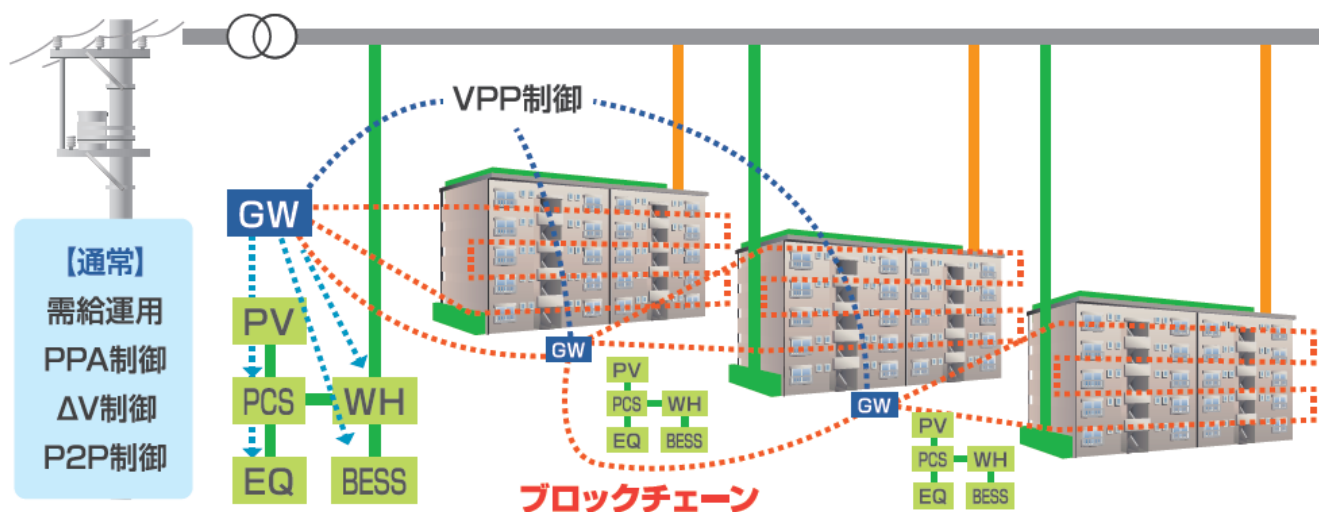 VPP制御
GW
【通常】
需給運用
PPA制御
ΔV制御
P2P制御
PV
PCS
WH
EQ
BESS
GW
PV
PCS
WH
EQ
BESS
GW
PV
PCS
WH
EQ
BESS
ブロックチェーン